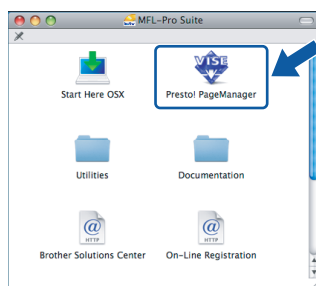 MFL-Pro Suite
VISE
Start Here OSX
Presto! PageManager
Utilities
Documentation
@
HTTP
@
HTTP
Brother Solutions Center
On-Line Registration